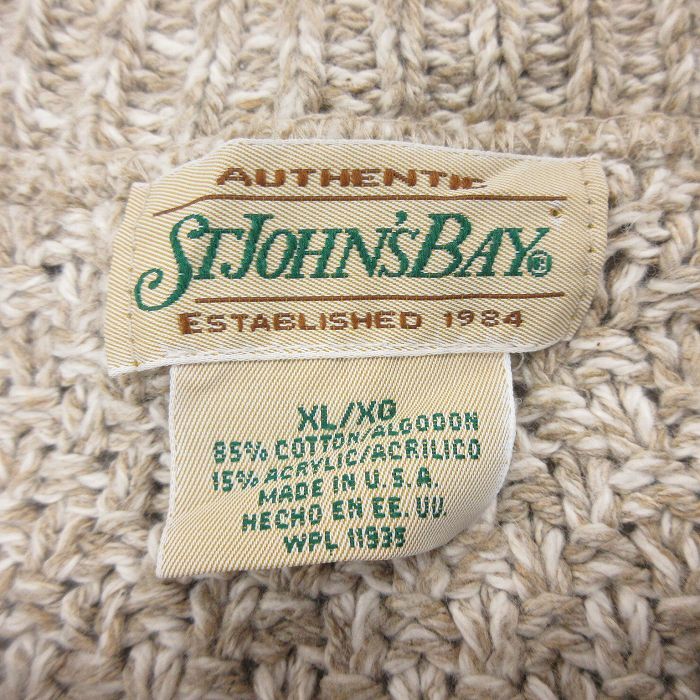 AUTHENTIC
ST JOHN'S BAY®
ESTABLISHED 1984
XL/XG
85% COTTON/ALGODON
15% ACRYLIC/ACRILICO
MADE IN U.S.A.
HECHO EN EE. UU.
WPL 11935